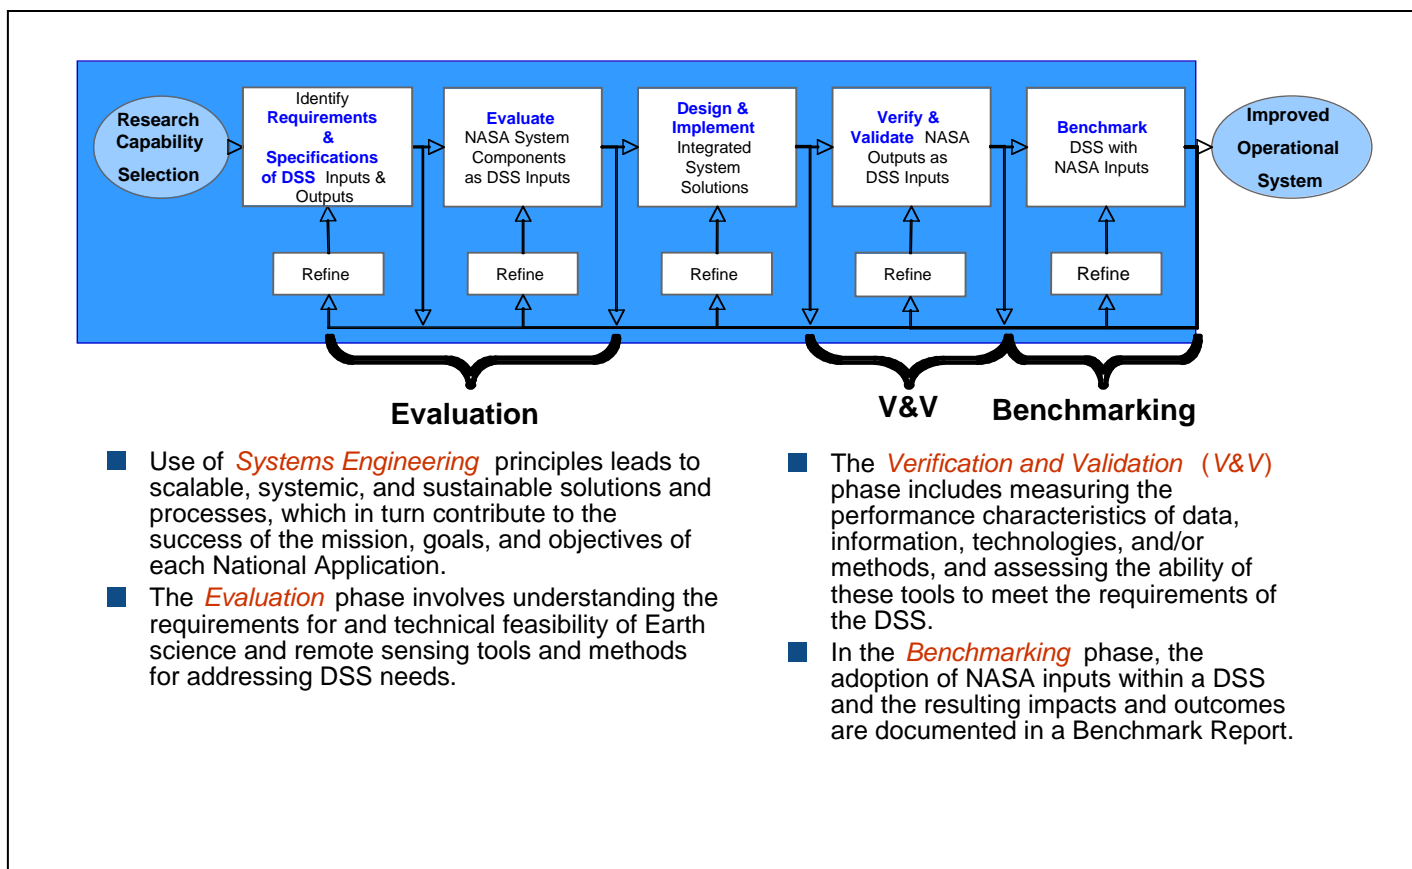 Research
Capability
Selection
Identify
Requirements
&
Specifications
of DSS Inputs &
Outputs
Evaluate
NASA System
Components
as DSS Inputs
Design &
Implement
Integrated
System
Solutions
Verify &
Validate NASA
Outputs as
DSS Inputs
Benchmark
DSS with
NASA Inputs
Improved
Operational
System
Refine
Refine
Refine
Refine
Refine
Evaluation
V&V
Benchmarking
Use of Systems Engineering principles leads to
scalable, systemic, and sustainable solutions and
processes, which in turn contribute to the
success of the mission, goals, and objectives of
each National Application.
The Evaluation phase involves understanding the
requirements for and technical feasibility of Earth
science and remote sensing tools and methods
for addressing DSS needs.
The Verification and Validation (V&V)
phase includes measuring the
performance characteristics of data,
information, technologies, and/or
methods, and assessing the ability of
these tools to meet the requirements of
the DSS.
In the Benchmarking phase, the
adoption of NASA inputs within a DSS
and the resulting impacts and outcomes
are documented in a Benchmark Report.